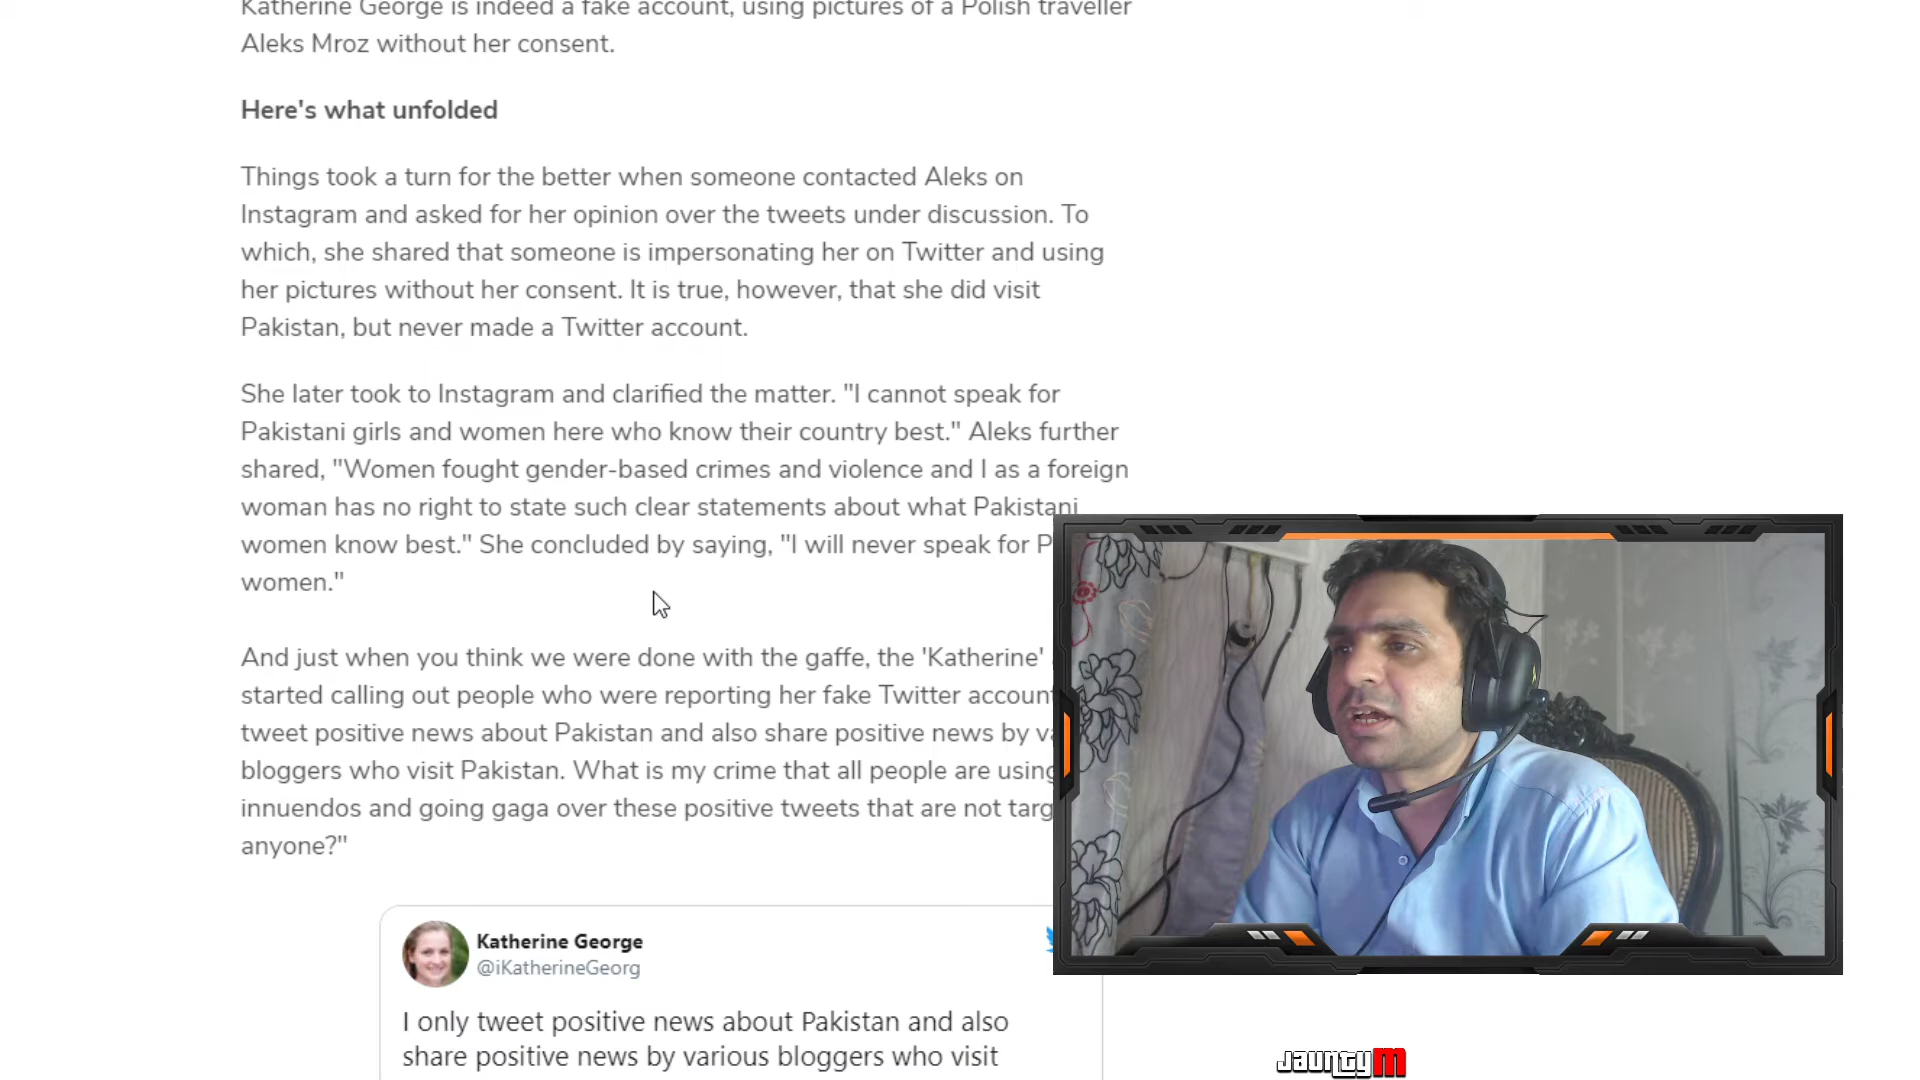 Katherine George is indeed a fake account, using pictures of a Polish traveller
Aleks Mroz without her consent.
Here's what unfolded
Things took a turn for the better when someone contacted Aleks on
Instagram and asked for her opinion over the tweets under discussion. To
which, she shared that someone is impersonating her on Twitter and using
her pictures without her consent. It is true, however, that she did visit
Pakistan, but never made a Twitter account.
She later took to Instagram and clarified the matter. "I cannot speak for
Pakistani girls and women here who know their country best." Aleks further
shared, "Women fought gender-based crimes and violence and I as a foreign
woman has no right to state such clear statements about what Pakistani
women know best." She concluded by saying, "I will never speak for P
women."
And just when you think we were done with the gaffe, the 'Katherine'
started calling out people who were reporting her fake Twitter account
tweet positive news about Pakistan and also share positive news by va
bloggers who visit Pakistan. What is my crime that all people are using
innuendos and going gaga over these positive tweets that are not targ
anyone?"
Katherine George
@iKatherineGeorg
I only tweet positive news about Pakistan and also
share positive news by various bloggers who visit
JauntyM